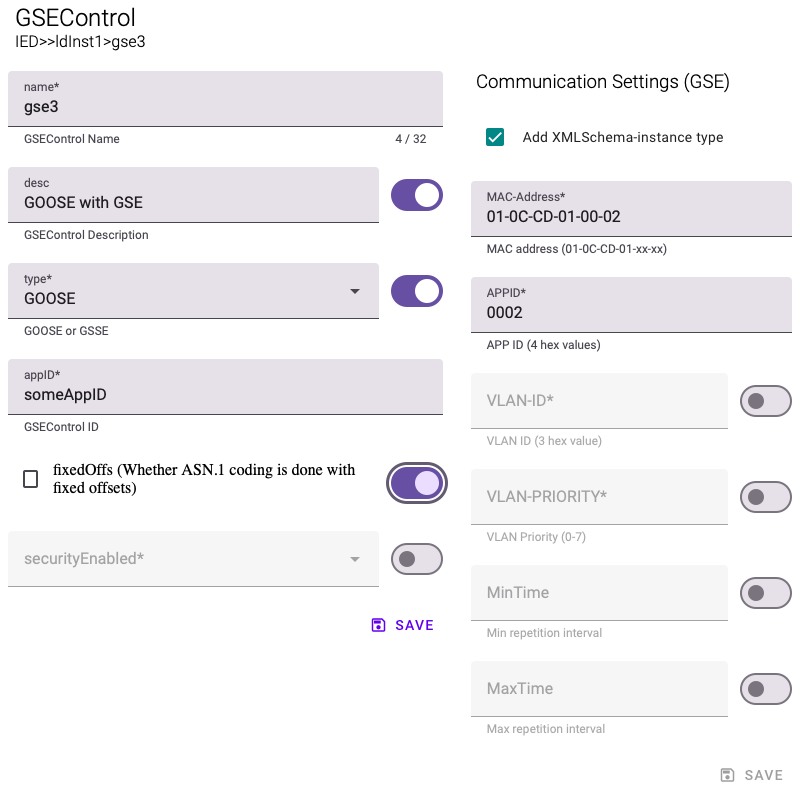 GSEControl
IED>>ldInst1>gse3
name*
gse3
GSEControl Name
4 / 32
desc
GOOSE with GSE
GSEControl Description
type*
GOOSE
GOOSE or GSSE
appID*
someAppID
GSEControl ID
fixedOffs (Whether ASN.1 coding is done with
fixed offsets)
securityEnabled*
SAVE
Communication Settings (GSE)
Add XMLSchema-instance type
MAC-Address*
01-0C-CD-01-00-02
MAC address (01-0C-CD-01-xx-xx)
APPID*
0002
APP ID (4 hex values)
VLAN-ID*
VLAN ID (3 hex value)
VLAN-PRIORITY*
VLAN Priority (0-7)
MinTime
Min repetition interval
MaxTime
Max repetition interval
SAVE